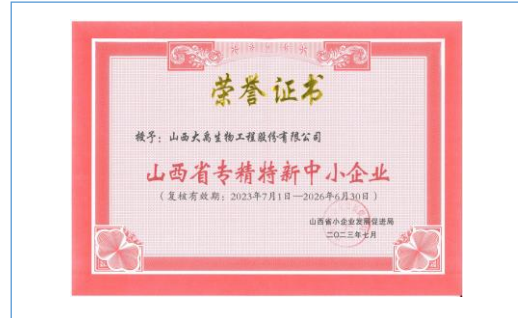 荣誉证书
授予：山西大禹生物工程股份有限公司
山西省专精特新中小企业
（复核有效期：2023年7月1日—2026年6月30日）
山西省小企业发展促进局
二〇二三年七月